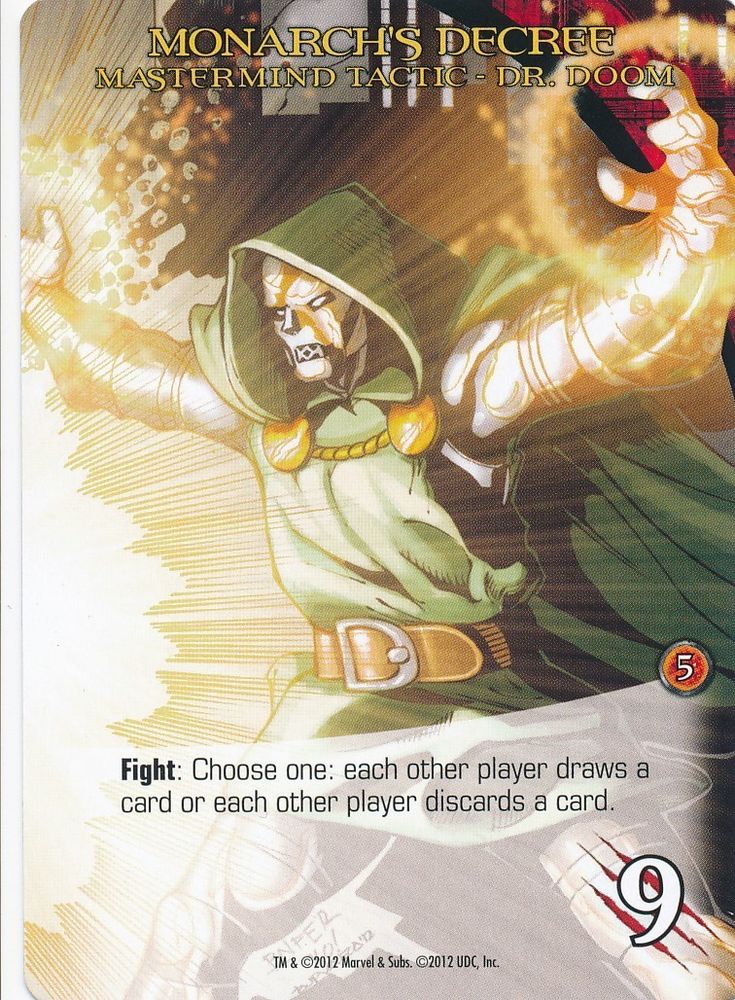 MONARCH'S DECREE
MASTERMIND TACTIC - DR. DOOM
5
Fight: Choose one: each other player draws a
card or each other player discards a card.
9
TM & ©2012 Marvel & Subs. ©2012 UDC, Inc.